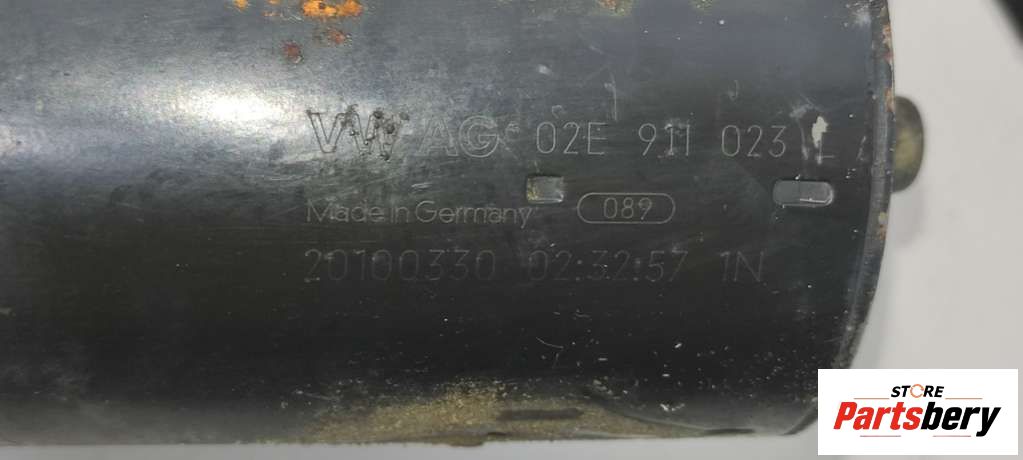 VW AG 02E 911 023 L
Made in Germany 089
20100330 02:32:57 1N
STORE
Partsbery